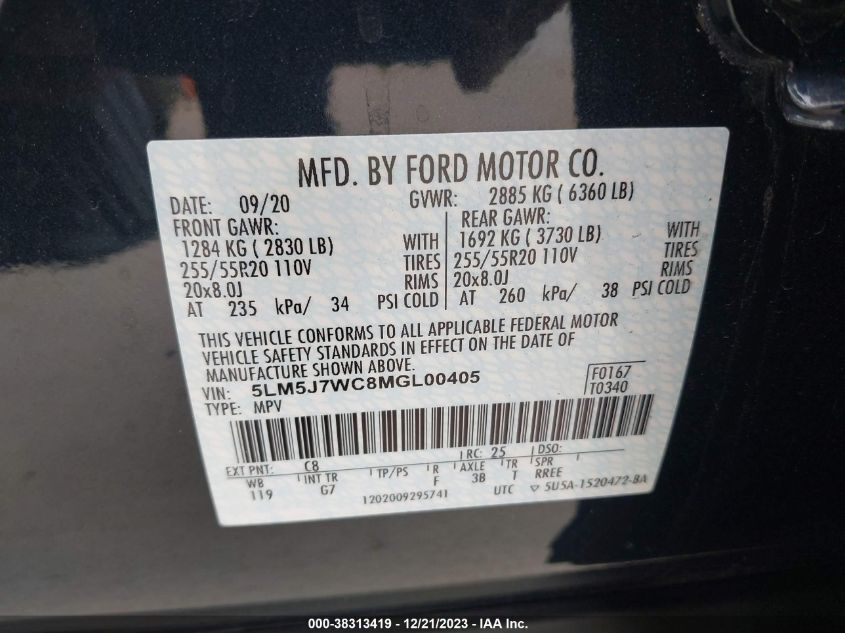 MFD. BY FORD MOTOR CO.
DATE: 09/20 GVWR: 2885 KG ( 6360 LB)
FRONT GAWR: REAR GAWR:
1284 KG ( 2830 LB) WITH 1692 KG ( 3730 LB) WITH
255/55R20 110V TIRES 255/55R20 110V TIRES
20x8.0J RIMS 20x8.0J RIMS
AT 235 kPa/ 34 PSI COLD AT 260 kPa/ 38 PSI COLD
THIS VEHICLE CONFORMS TO ALL APPLICABLE FEDERAL MOTOR
VEHICLE SAFETY STANDARDS IN EFFECT ON THE DATE OF
MANUFACTURE SHOWN ABOVE.
VIN: 5LM5J7WC8MGL00405 F0167
TYPE: MPV T0340
EXT PNT: C8 RC: 25 DSO:
WB INT TR TP/PS R AXLE TR SPR
119 G7 F 3B T RREE
1202009295741 UTC ▽ 5U5A-1520472-BA
000-38313419 - 12/21/2023 - IAA Inc.